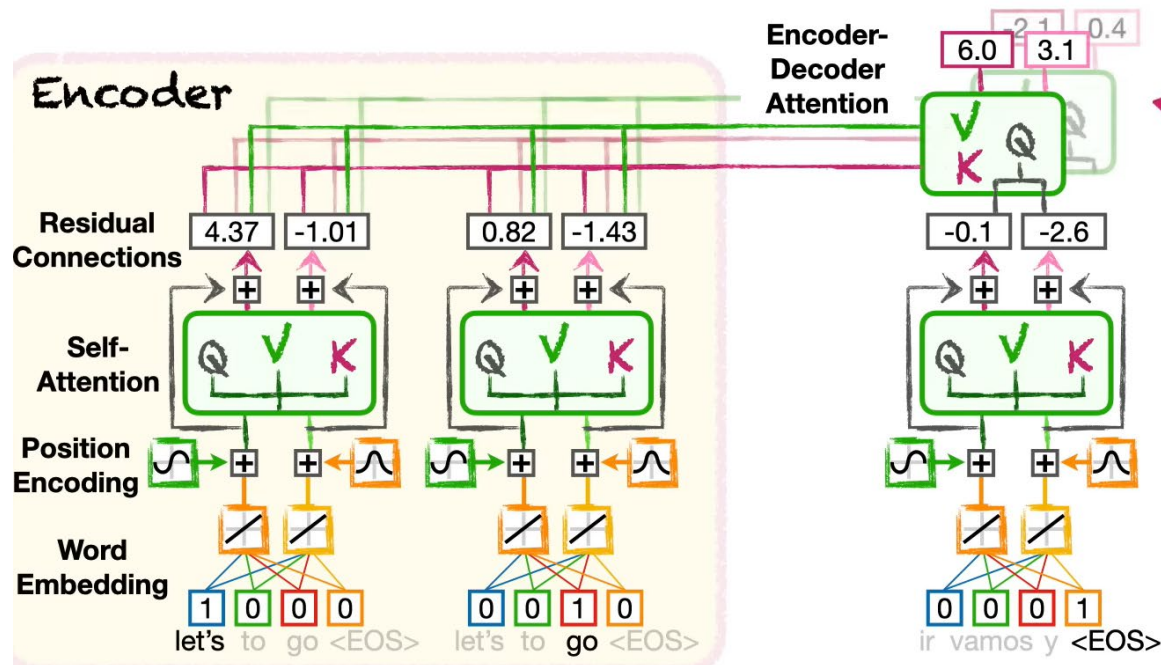 -2.1 0.4
6.0 3.1
Encoder-
Decoder
Attention
Encoder
V
K
Q
Q
Residual
Connections
4.37 -1.01 0.82 -1.43 -0.1 -2.6
+ + + + + +
Self-
Attention
Q V K Q V K Q V K
Position
Encoding
+ + + + + +
Word
Embedding
1 0 0 0 0 0 1 0 0 0 0 1
let's to go <EOS> let's to go <EOS> ir vamos y <EOS>